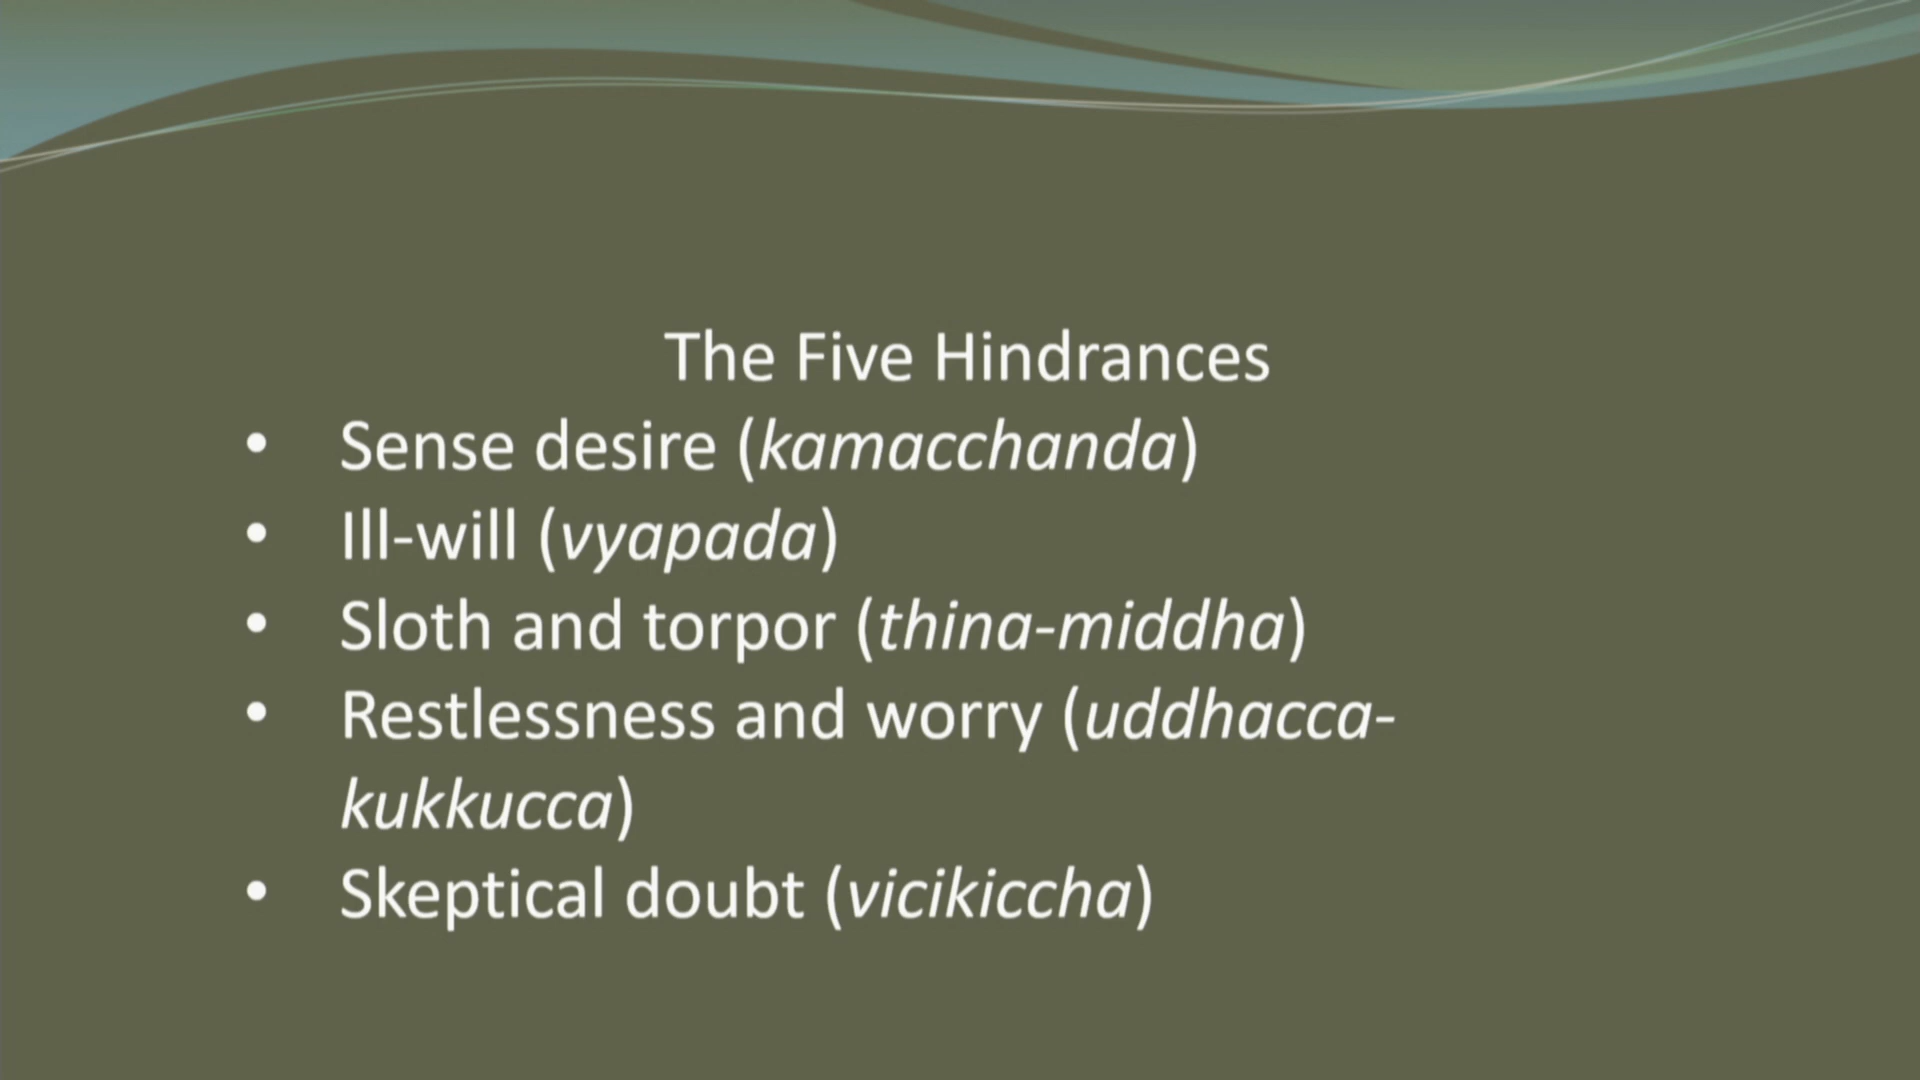 The Five Hindrances
• Sense desire (kamacchanda)
• Ill-will (vyapada)
• Sloth and torpor (thina-middha)
• Restlessness and worry (uddhacca-
kukkucca)
• Skeptical doubt (vicikiccha)